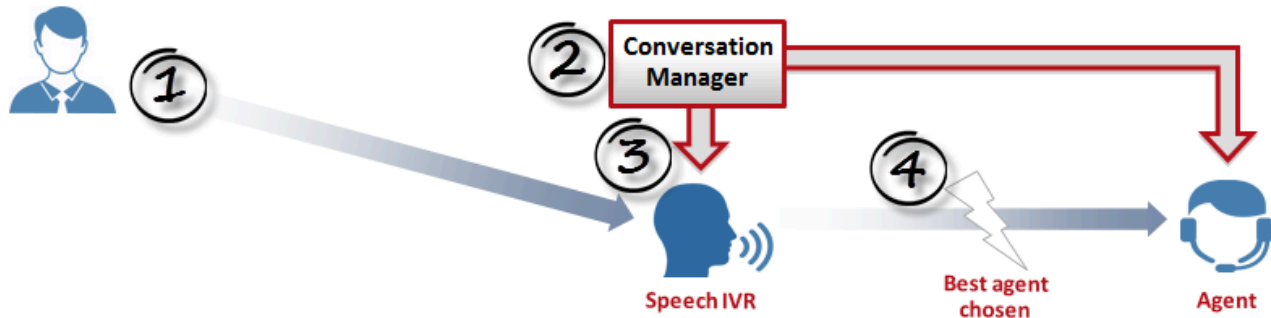 1
2
Conversation
Manager
3
4
Speech IVR
Best agent
chosen
Agent